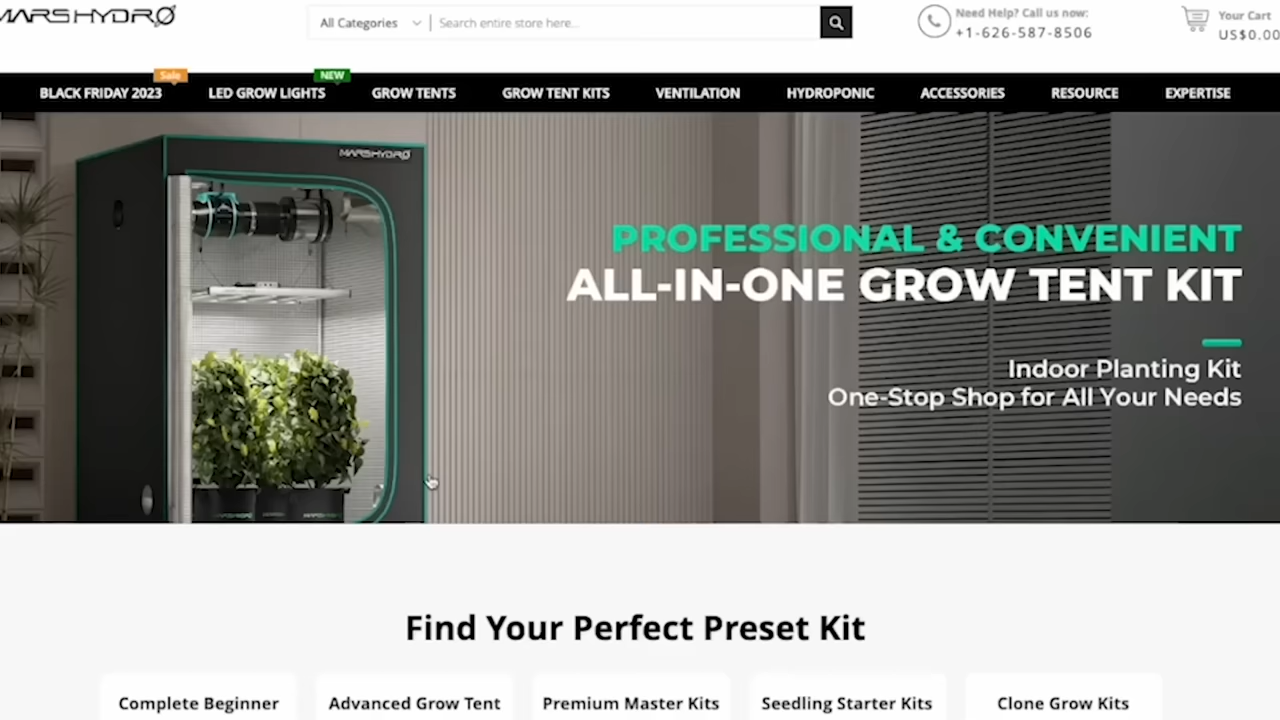 MARSHYDRO
All Categories
Search entire store here...
Need Help? Call us now:
+1-626-587-8506
Your Cart
US$0.00
Sale
NEW
BLACK FRIDAY 2023
LED GROW LIGHTS
GROW TENTS
GROW TENT KITS
VENTILATION
HYDROPONIC
ACCESSORIES
RESOURCE
EXPERTISE
MARSHYDRO
PROFESSIONAL & CONVENIENT
ALL-IN-ONE GROW TENT KIT
Indoor Planting Kit
One-Stop Shop for All Your Needs
Find Your Perfect Preset Kit
Complete Beginner
Advanced Grow Tent
Premium Master Kits
Seedling Starter Kits
Clone Grow Kits